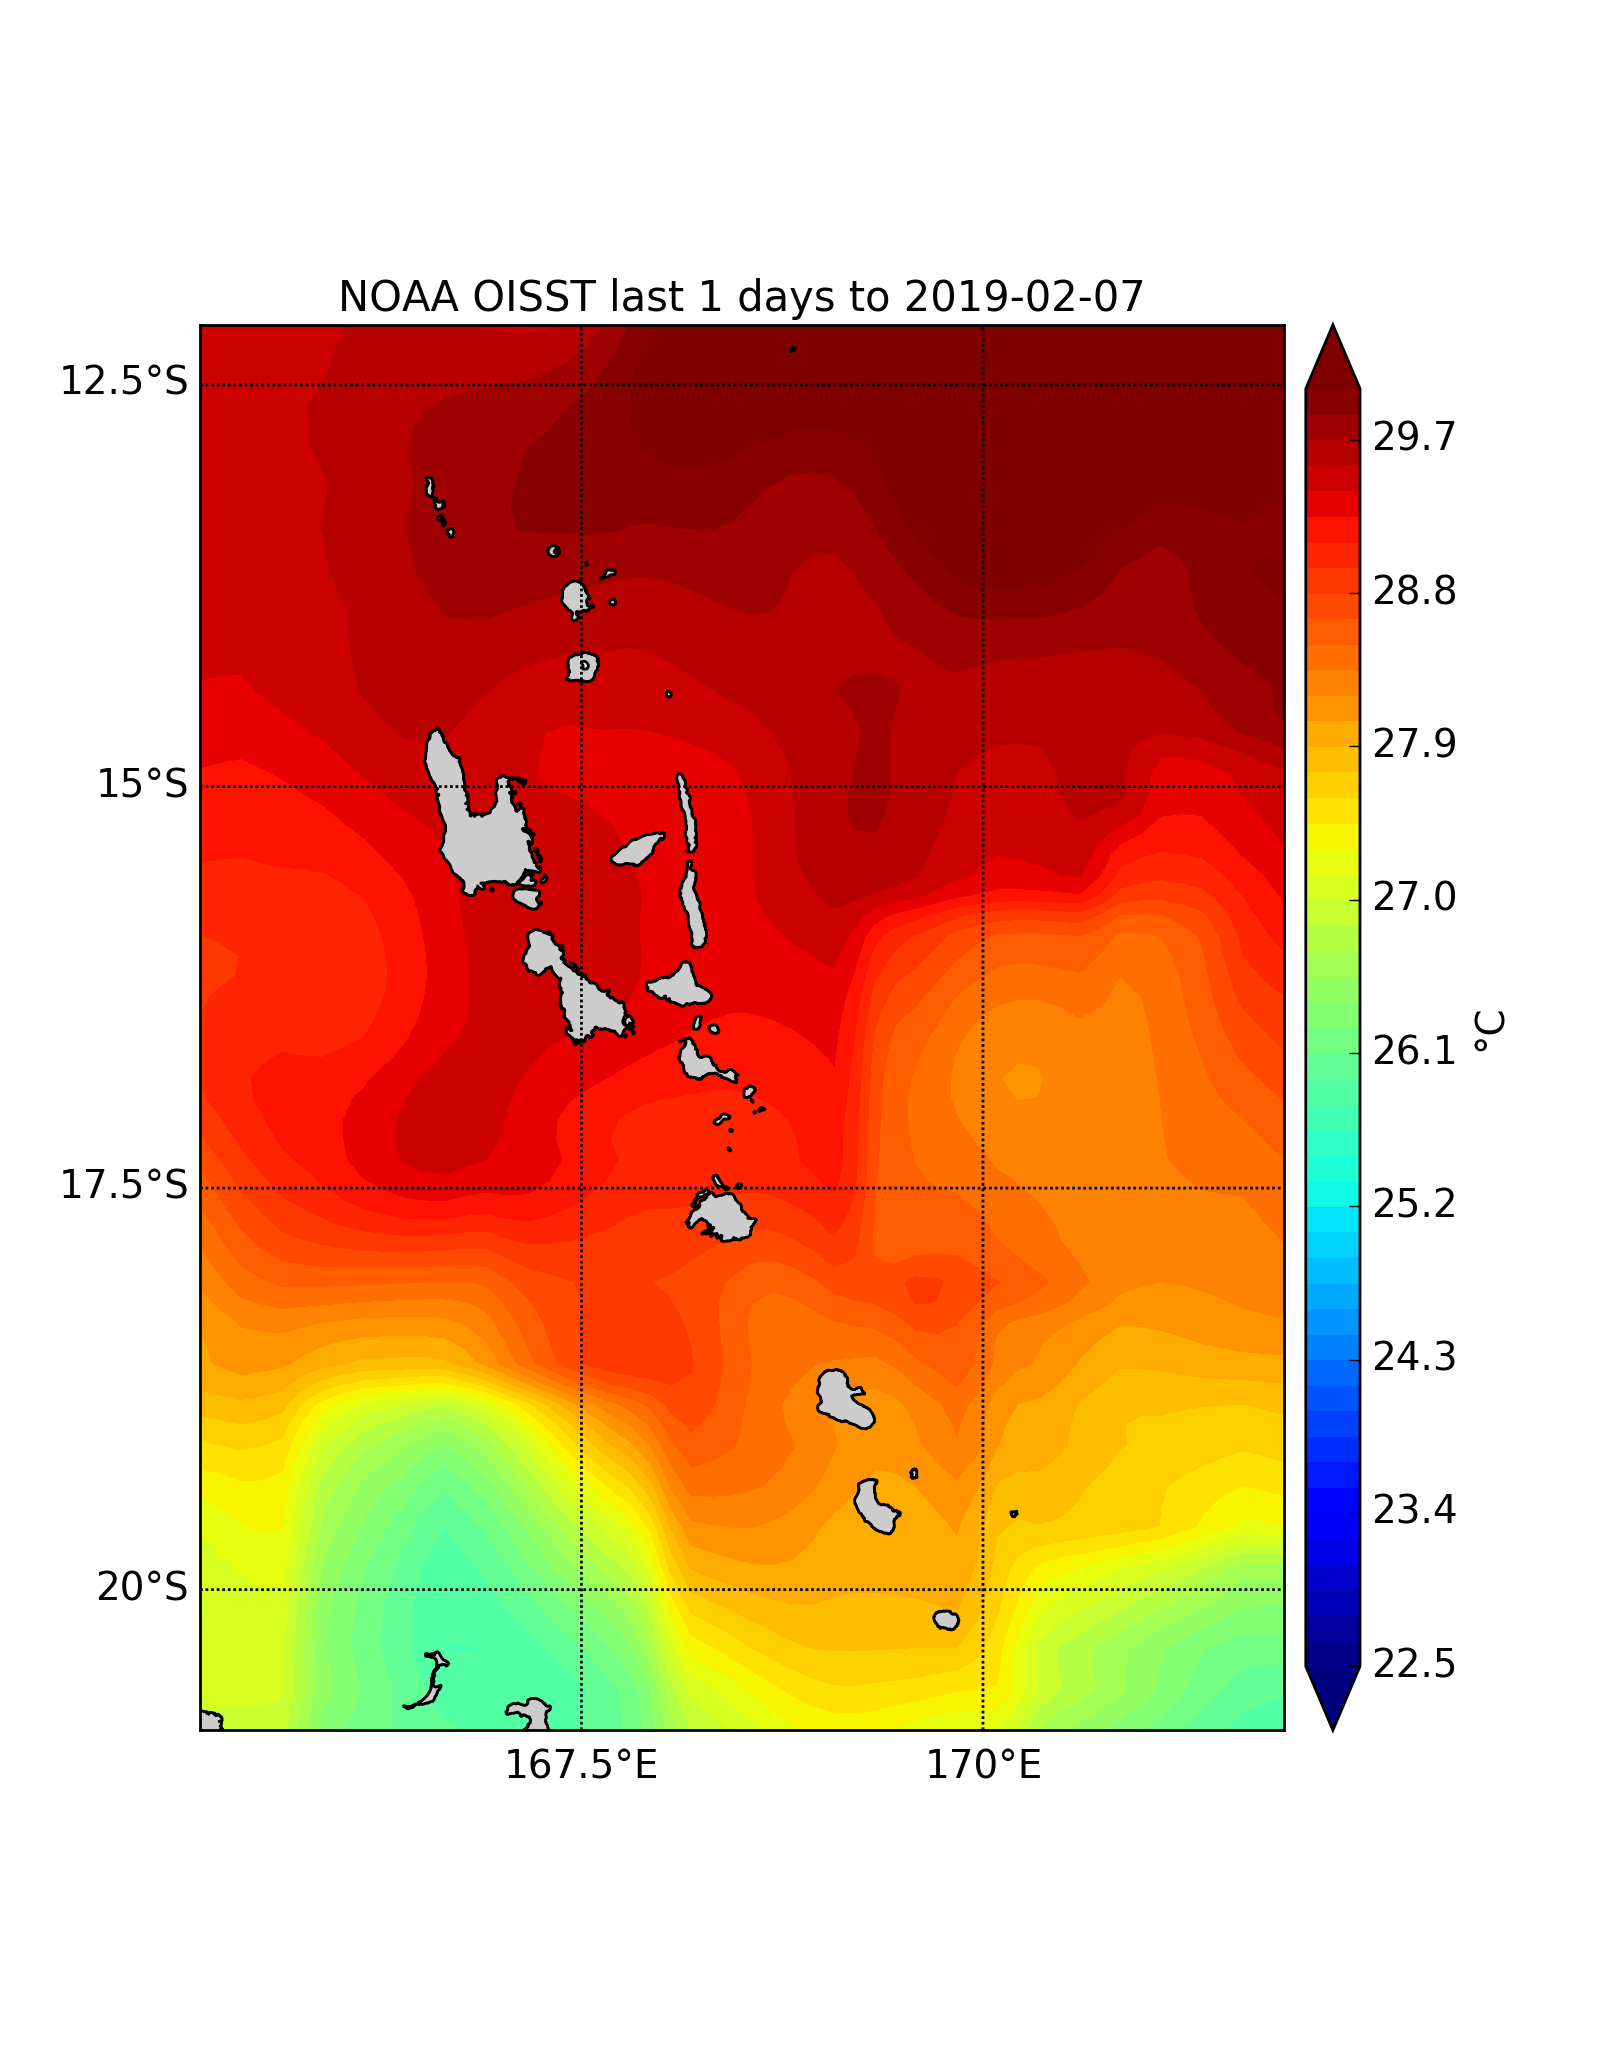 NOAA OISST last 1 days to 2019-02-07
12.5°S
15°S
17.5°S
20°S
167.5°E
170°E
29.7
28.8
27.9
27.0
26.1
25.2
24.3
23.4
22.5
°C